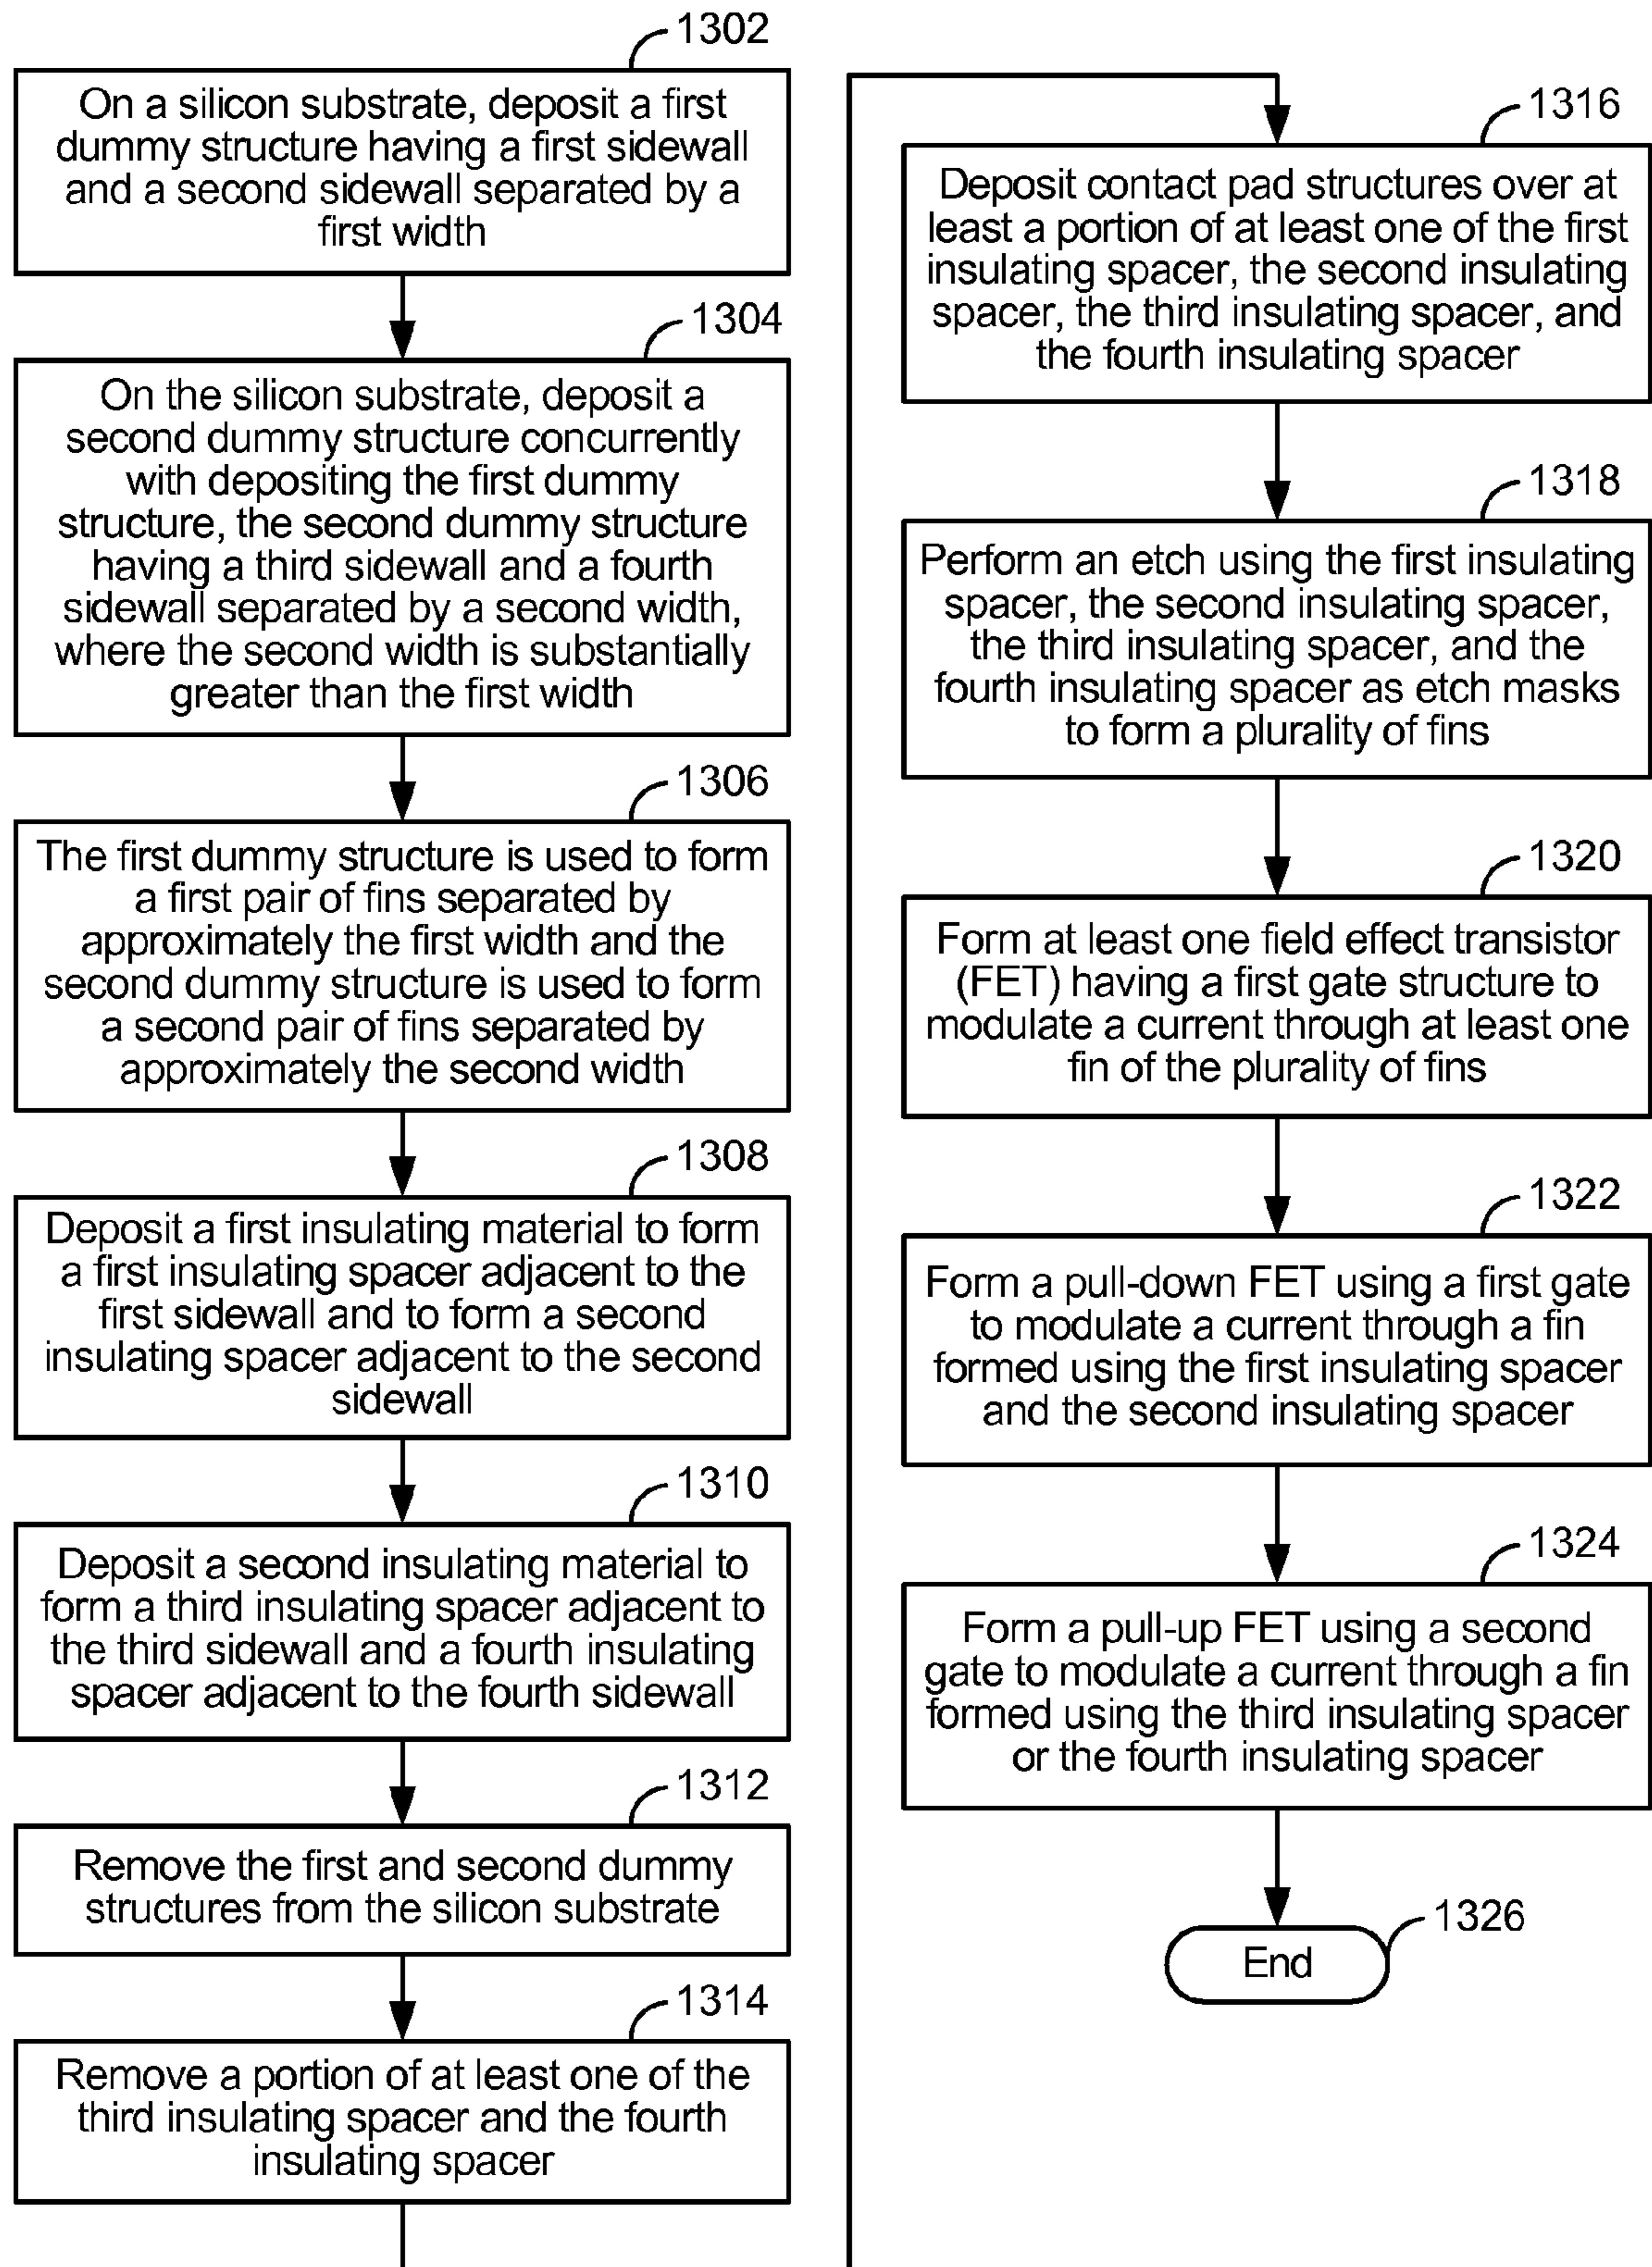 1302
On a silicon substrate, deposit a first
dummy structure having a first sidewall
and a second sidewall separated by a
first width
1304
On the silicon substrate, deposit a
second dummy structure concurrently
with depositing the first dummy
structure, the second dummy structure
having a third sidewall and a fourth
sidewall separated by a second width,
where the second width is substantially
greater than the first width
1306
The first dummy structure is used to form
a first pair of fins separated by
approximately the first width and the
second dummy structure is used to form
a second pair of fins separated by
approximately the second width
1308
Deposit a first insulating material to form
a first insulating spacer adjacent to the
first sidewall and to form a second
insulating spacer adjacent to the second
sidewall
1310
Deposit a second insulating material to
form a third insulating spacer adjacent to
the third sidewall and a fourth insulating
spacer adjacent to the fourth sidewall
1312
Remove the first and second dummy
structures from the silicon substrate
1314
Remove a portion of at least one of the
third insulating spacer and the fourth
insulating spacer
1316
Deposit contact pad structures over at
least a portion of at least one of the first
insulating spacer, the second insulating
spacer, the third insulating spacer, and
the fourth insulating spacer
1318
Perform an etch using the first insulating
spacer, the second insulating spacer,
the third insulating spacer, and the
fourth insulating spacer as etch masks
to form a plurality of fins
1320
Form at least one field effect transistor
(FET) having a first gate structure to
modulate a current through at least one
fin of the plurality of fins
1322
Form a pull-down FET using a first gate
to modulate a current through a fin
formed using the first insulating spacer
and the second insulating spacer
1324
Form a pull-up FET using a second
gate to modulate a current through a fin
formed using the third insulating spacer
or the fourth insulating spacer
1326
End